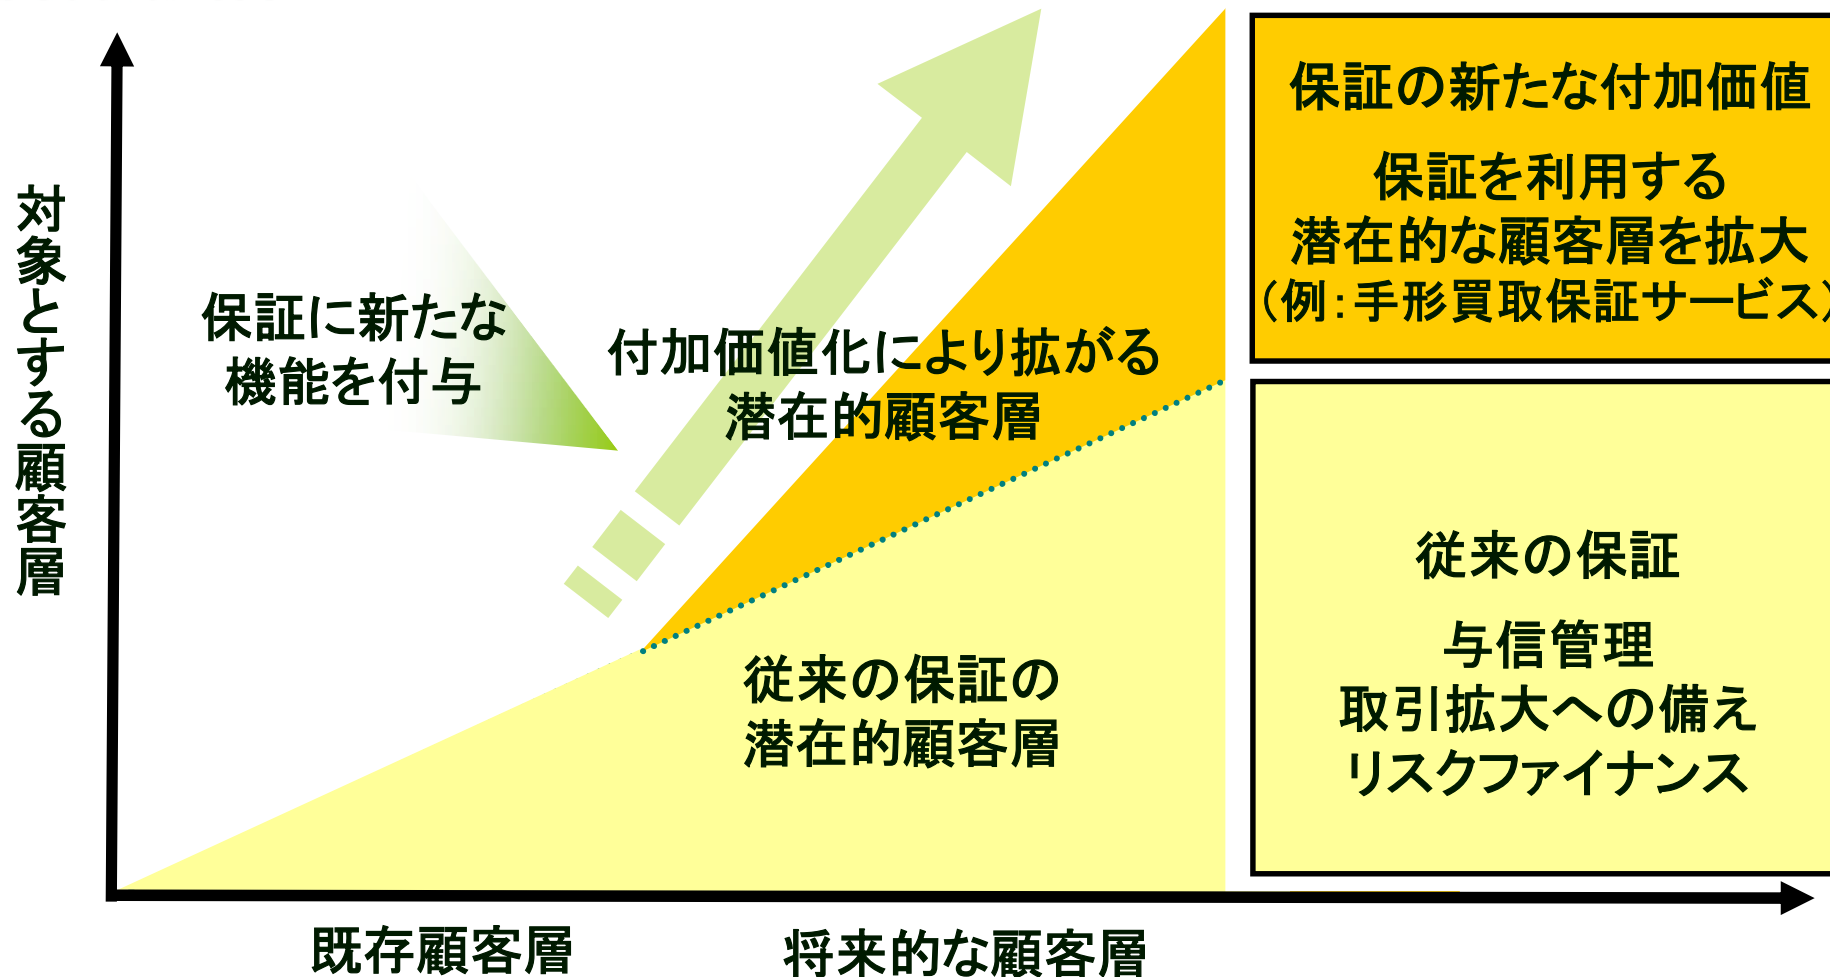 対象とする顧客層
保証に新たな
機能を付与
付加価値化により拡がる
潜在的顧客層
従来の保証の
潜在的顧客層
保証の新たな付加価値
保証を利用する
潜在的な顧客層を拡大
（例：手形買取保証サービス）
従来の保証
与信管理
取引拡大への備え
リスクファイナンス
既存顧客層
将来的な顧客層